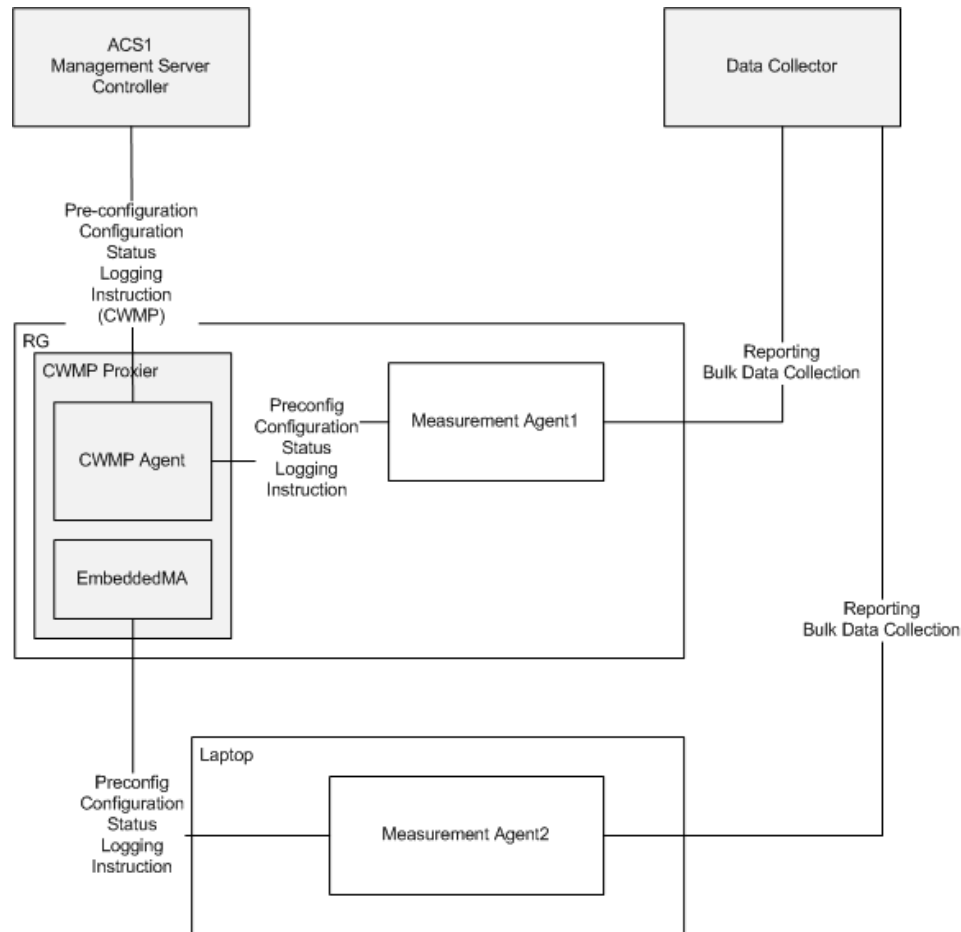 ACS1
Management Server
Controller
Data Collector
Pre-configuration
Configuration
Status
Logging
Instruction
(CWMP)
RG
CWMP Proxier
CWMP Agent
Preconfig
Configuration
Status
Logging
Instruction
Measurement Agent1
Reporting
Bulk Data Collection
EmbeddedMA
Reporting
Bulk Data Collection
Laptop
Preconfig
Configuration
Status
Logging
Instruction
Measurement Agent2